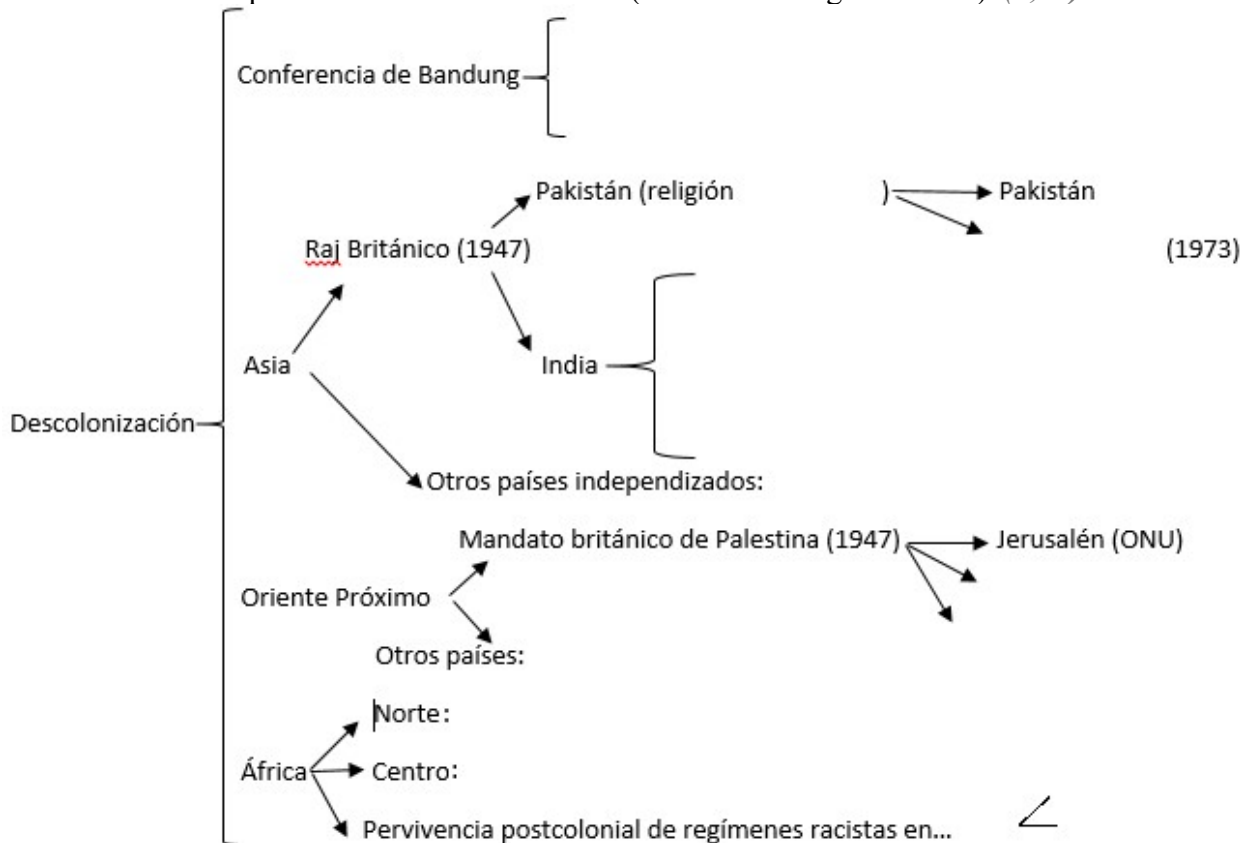 Conferencia de Bandung
Pakistán (religión )
Pakistán
Raj Británico (1947)
(1973)
Asia
India
Descolonización
Otros países independizados:
Mandato británico de Palestina (1947)
Jerusalén (ONU)
Oriente Próximo
Otros países:
Norte:
África
Centro:
Pervivencia postcolonial de regímenes racistas en...